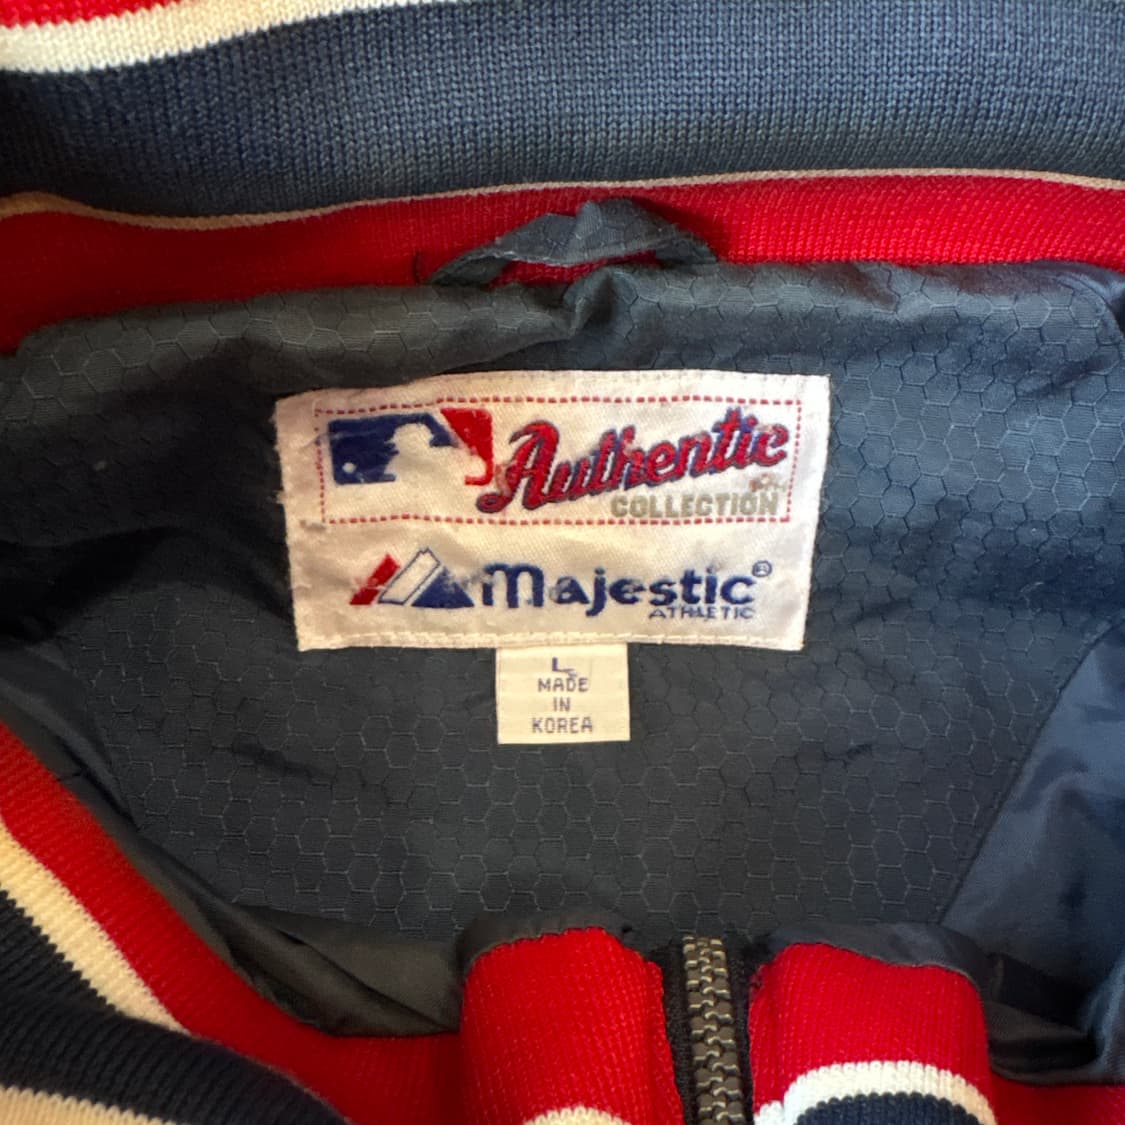 Authentic
COLLECTION
Majestic®
ATHLETIC
L
MADE
IN
KOREA